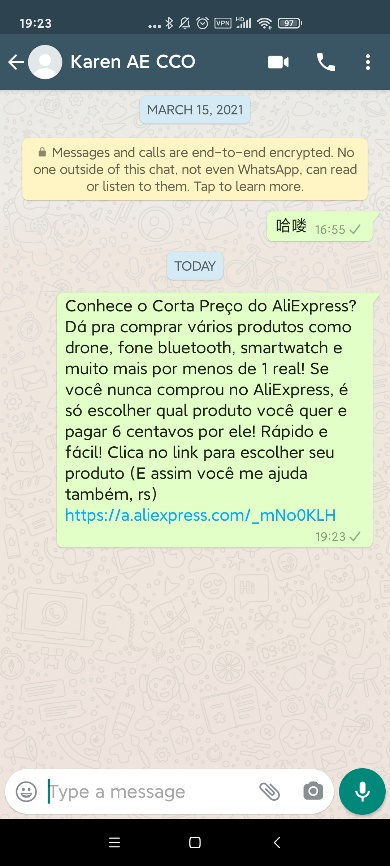 19:23
VPN
HD
97
Karen AE CCO
MARCH 15, 2021
Messages and calls are end-to-end encrypted. No
one outside of this chat, not even WhatsApp, can read
or listen to them. Tap to learn more.
哈喽 16:55
TODAY
Conhece o Corta Preço do AliExpress?
Dá pra comprar vários produtos como
drone, fone bluetooth, smartwatch e
muito mais por menos de 1 real! Se
você nunca comprou no AliExpress, é
só escolher qual produto você quer e
pagar 6 centavos por ele! Rápido e
fácil! Clica no link para escolher seu
produto (E assim você me ajuda
também, rs)
https://a.aliexpress.com/_mNo0KLH
19:23
Type a message